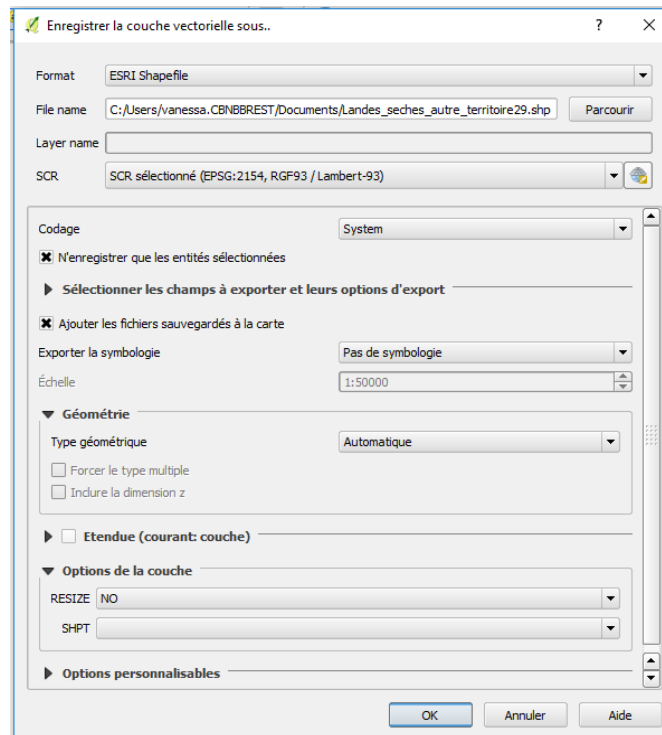 Enregistrer la couche vectorielle sous..
Format ESRI Shapefile
File name C:/Users/vanessa.CBNBBREST/Documents/Landes_seches_autre_territoire29.shp Parcourir
Layer name
SCR SCR sélectionné (EPSG:2154, RGF93 / Lambert-93)
Codage System
N'enregistrer que les entités sélectionnées
Sélectionner les champs à exporter et leurs options d'export
Ajouter les fichiers sauvegardés à la carte
Exporter la symbologie Pas de symbologie
Échelle 1:50000
Géométrie
Type géométrique Automatique
Forcer le type multiple
Inclure la dimension z
Etendue (courant: couche)
Options de la couche
RESIZE NO
SHPT
Options personnalisables
OK Annuler Aide